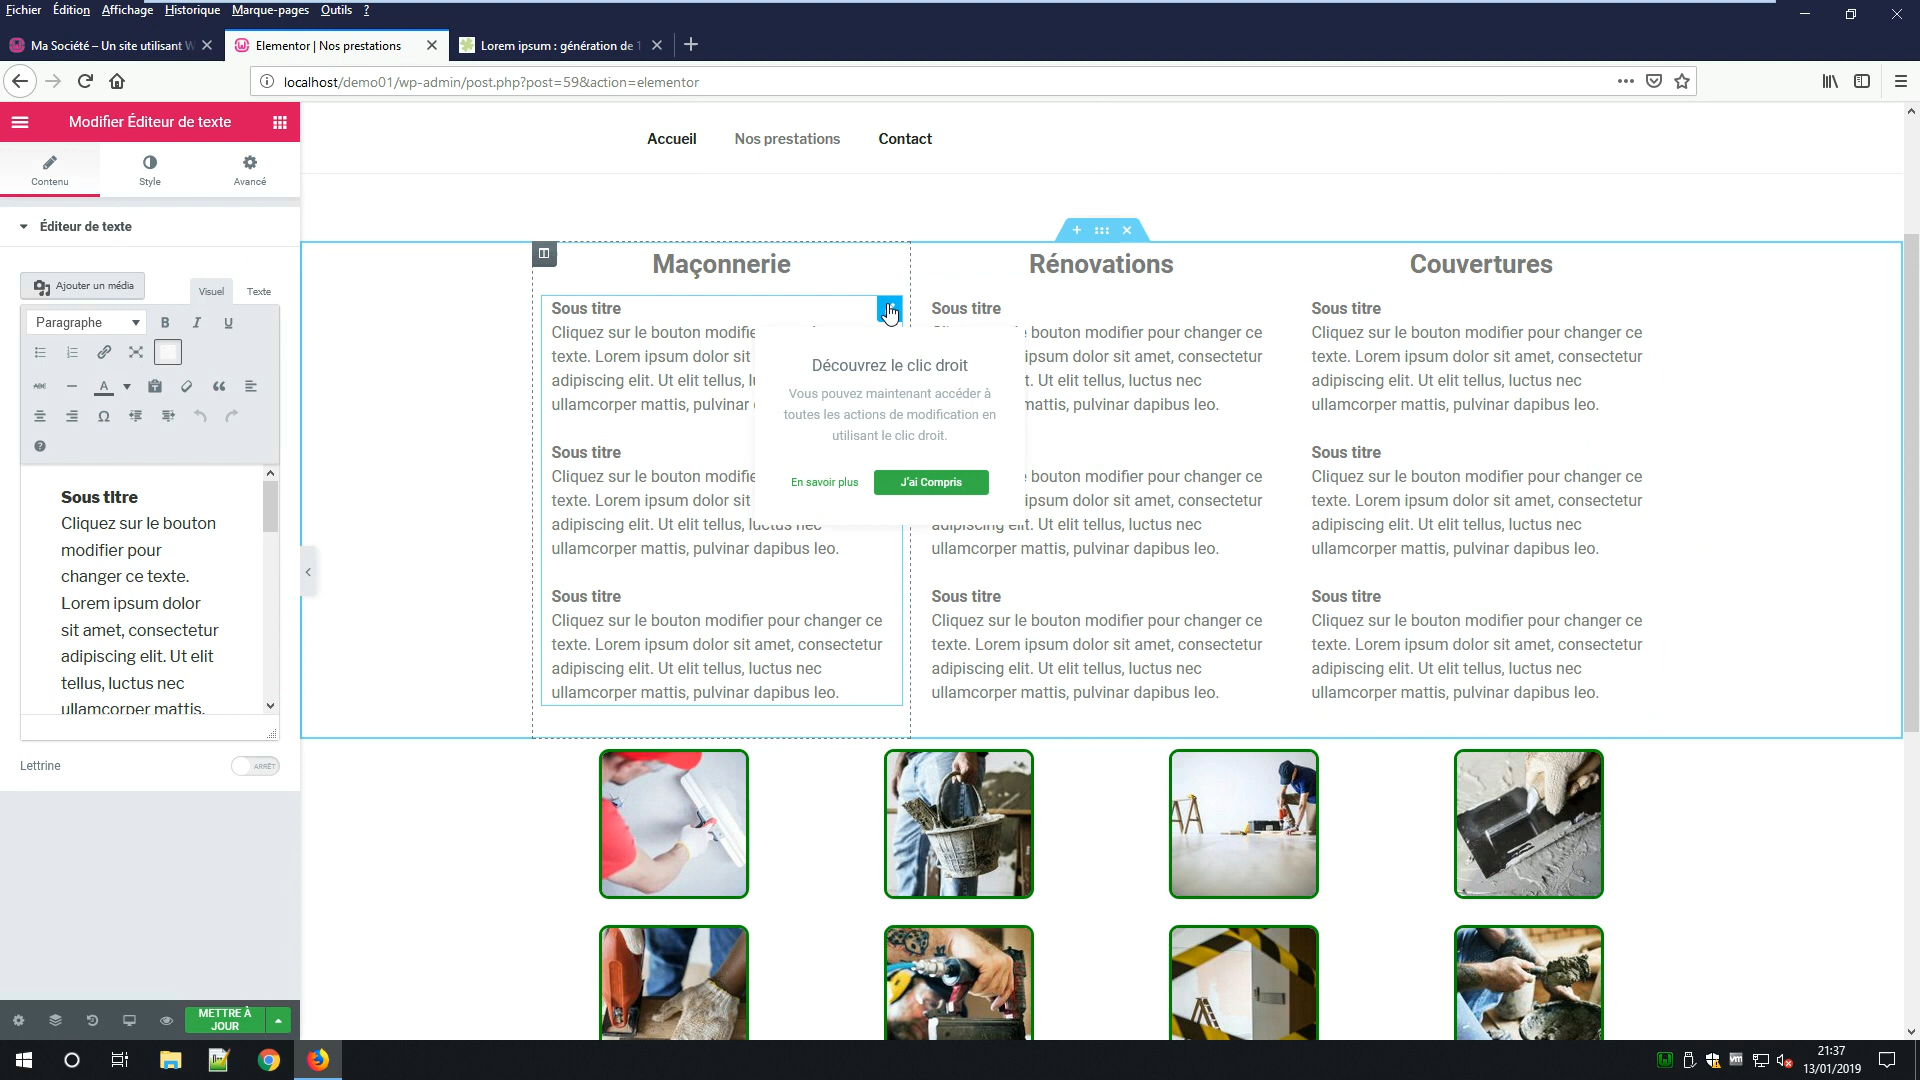 Fichier Édition Affichage Historique Marque-pages Outils ?
Ma Société – Un site utilisant
Elementor | Nos prestations
Lorem ipsum : génération de
localhost/demo01/wp-admin/post.php?post=59&action=elementor
Modifier Éditeur de texte
Contenu
Style
Avancé
Éditeur de texte
Ajouter un média
Visuel
Texte
Paragraphe
B I U
ABC
Sous tItre
Cliquez sur le bouton
modifier pour
changer ce texte.
Lorem ipsum dolor
sit amet, consectetur
adipiscing elit. Ut elit
tellus, luctus nec
ullamcorper mattis,
Lettrine
ARRÊT
METTRE À
JOUR
Accueil
Nos prestations
Contact
Maçonnerie
Sous titre
Cliquez sur le bouton modifie
texte. Lorem ipsum dolor sit
adipiscing elit. Ut elit tellus,
ullamcorper mattis, pulvinar
Sous titre
Cliquez sur le bouton modifie
texte. Lorem ipsum dolor sit
adipiscing elit. Ut elit tellus, luctus nec
ullamcorper mattis, pulvinar dapibus leo.
Sous titre
Cliquez sur le bouton modifier pour changer ce
texte. Lorem ipsum dolor sit amet, consectetur
adipiscing elit. Ut elit tellus, luctus nec
ullamcorper mattis, pulvinar dapibus leo.
Découvrez le clic droit
Vous pouvez maintenant accéder à
toutes les actions de modification en
utilisant le clic droit.
En savoir plus
J'ai Compris
Rénovations
Sous titre
bouton modifier pour changer ce
ipsum dolor sit amet, consectetur
t. Ut elit tellus, luctus nec
mattis, pulvinar dapibus leo.
bouton modifier pour changer ce
ipsum dolor sit amet, consectetur
adipiscing elit. Ut elit tellus, luctus nec
ullamcorper mattis, pulvinar dapibus leo.
Sous titre
Cliquez sur le bouton modifier pour changer ce
texte. Lorem ipsum dolor sit amet, consectetur
adipiscing elit. Ut elit tellus, luctus nec
ullamcorper mattis, pulvinar dapibus leo.
Couvertures
Sous titre
Cliquez sur le bouton modifier pour changer ce
texte. Lorem ipsum dolor sit amet, consectetur
adipiscing elit. Ut elit tellus, luctus nec
ullamcorper mattis, pulvinar dapibus leo.
Sous titre
Cliquez sur le bouton modifier pour changer ce
texte. Lorem ipsum dolor sit amet, consectetur
adipiscing elit. Ut elit tellus, luctus nec
ullamcorper mattis, pulvinar dapibus leo.
Sous titre
Cliquez sur le bouton modifier pour changer ce
texte. Lorem ipsum dolor sit amet, consectetur
adipiscing elit. Ut elit tellus, luctus nec
ullamcorper mattis, pulvinar dapibus leo.
21:37
13/01/2019